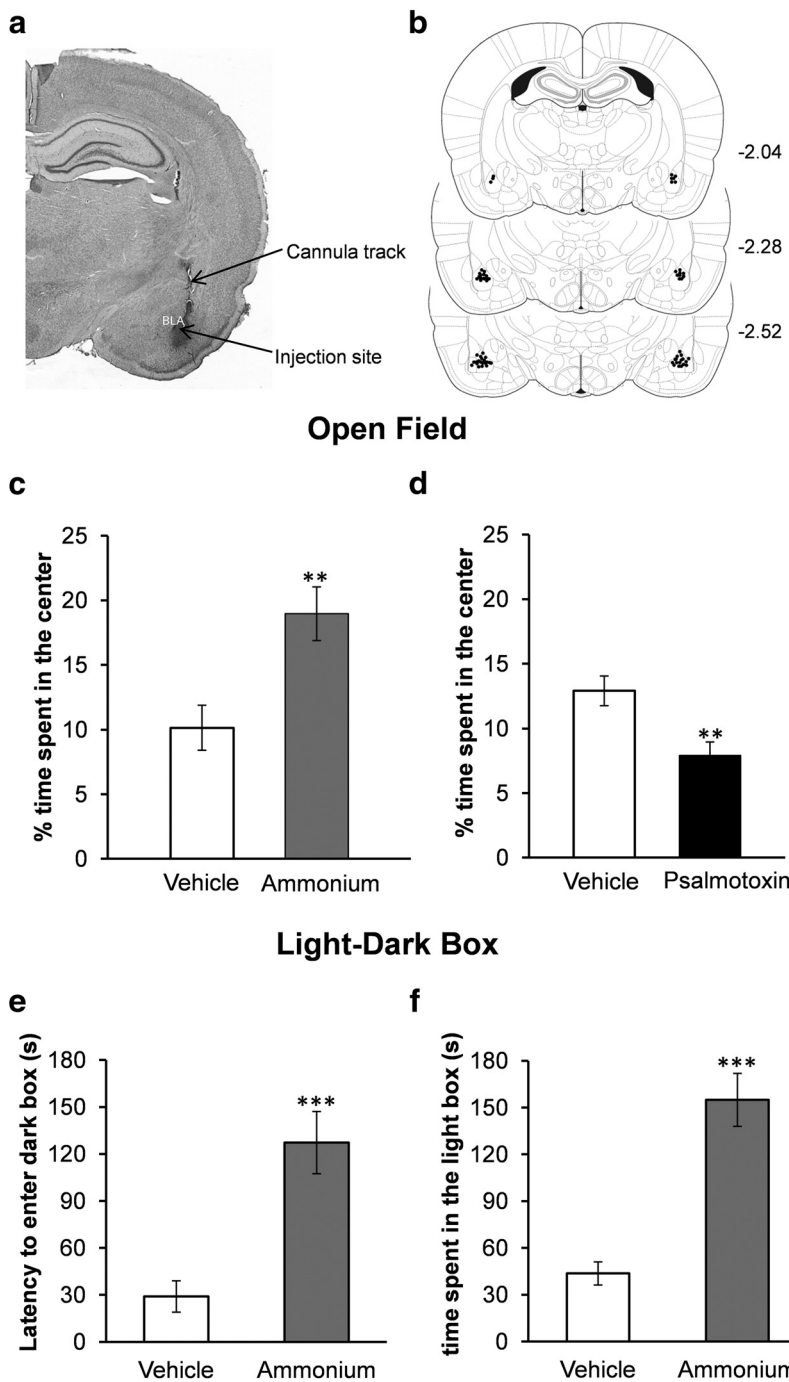 a
b
-2.04
Cannula track
-2.28
BLA
Injection site
-2.52
Open Field
c
d
% time spent in the center
25
20
15
10
5
0
**
Vehicle
Ammonium
% time spent in the center
25
20
15
10
5
0
**
Vehicle
Psalmotoxin
Light-Dark Box
e
f
Latency to enter dark box (s)
180
150
120
90
60
30
0
***
Vehicle
Ammonium
time spent in the light box (s)
180
150
120
90
60
30
0
***
Vehicle
Ammonium